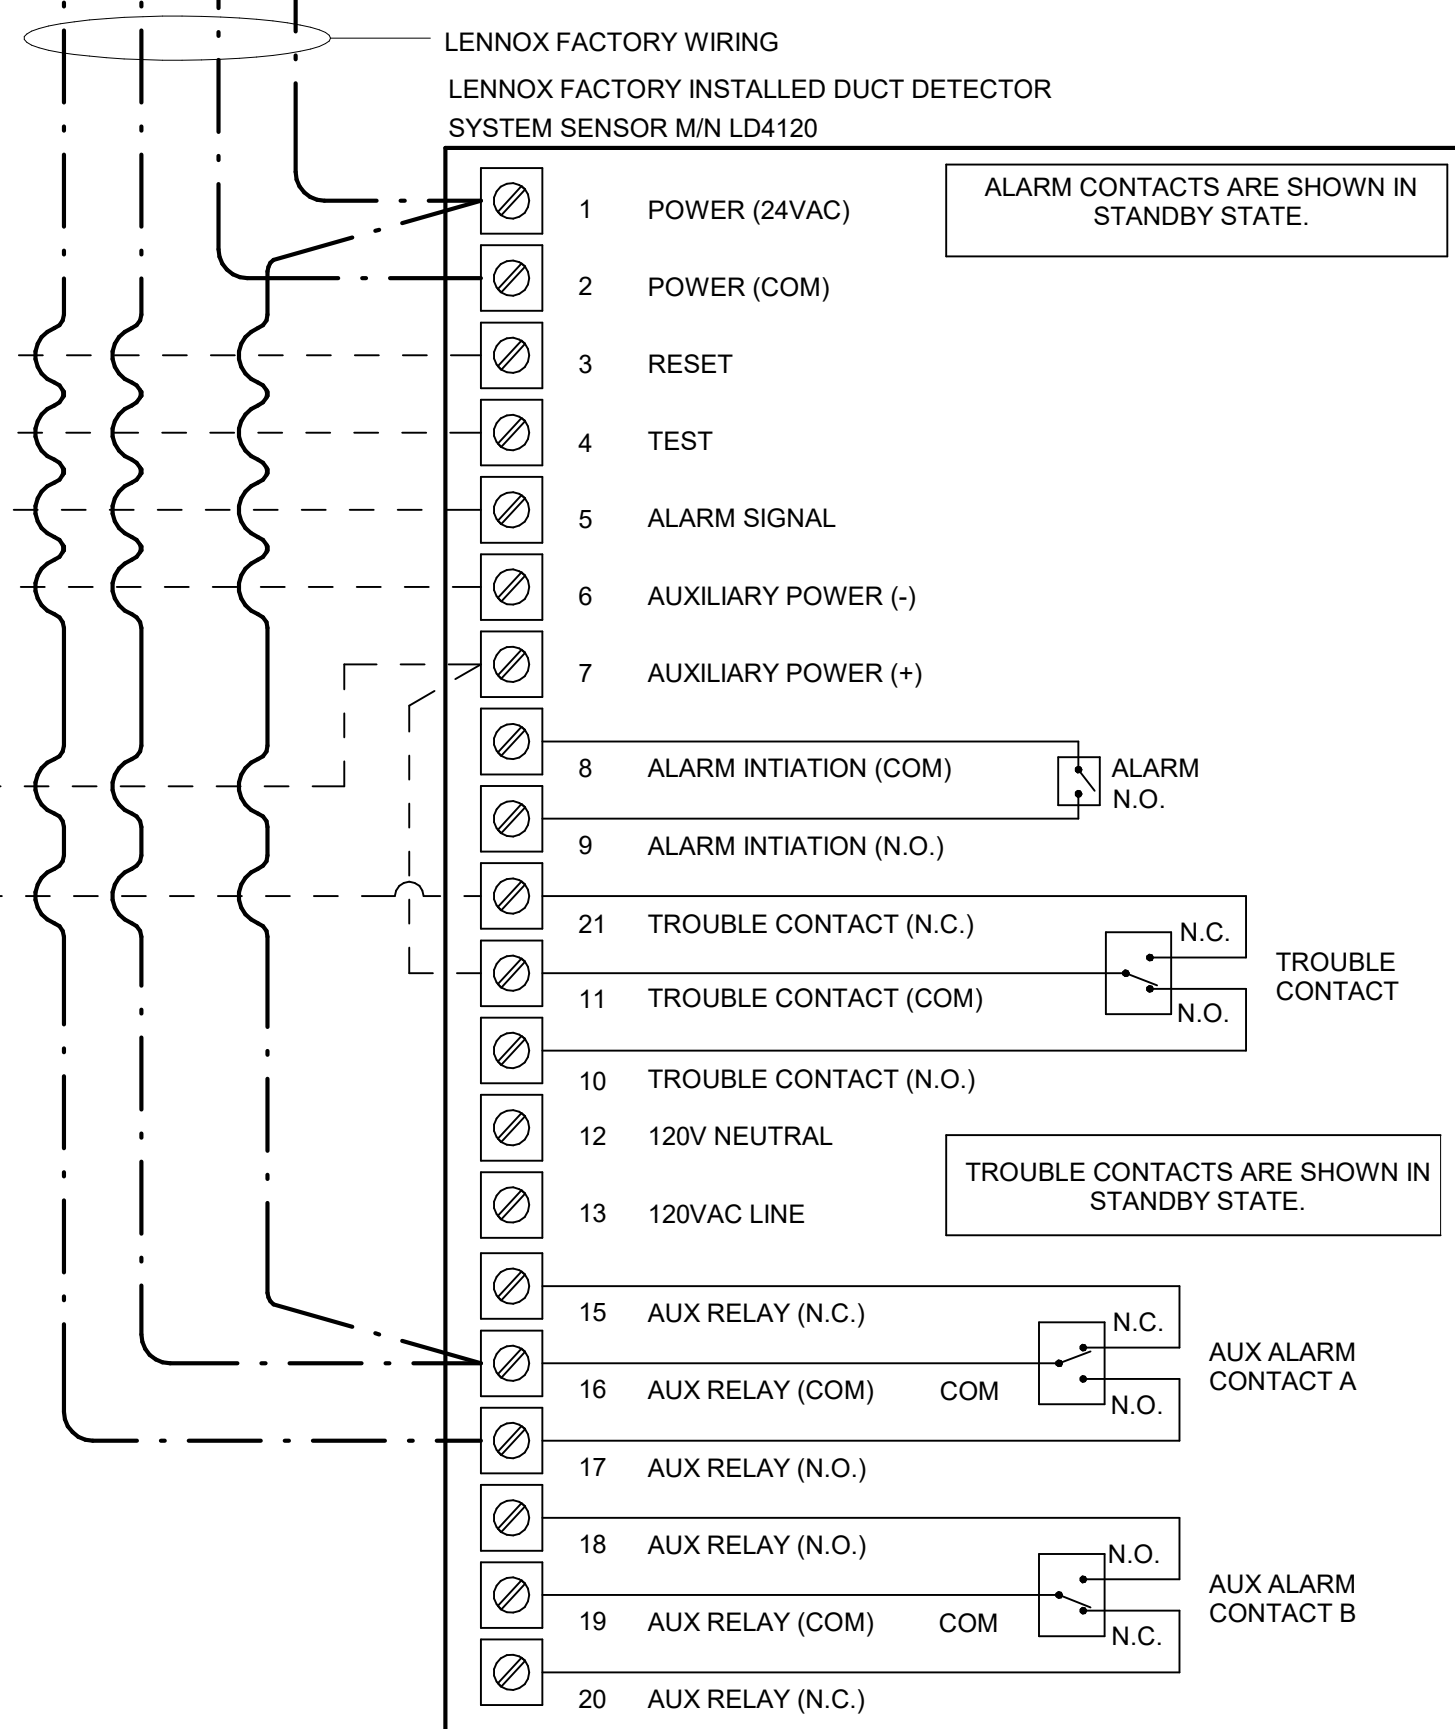 LENNOX FACTORY WIRING
LENNOX FACTORY INSTALLED DUCT DETECTOR
SYSTEM SENSOR M/N LD4120
ALARM CONTACTS ARE SHOWN IN
STANDBY STATE.
1 POWER (24VAC)
2 POWER (COM)
3 RESET
4 TEST
5 ALARM SIGNAL
6 AUXILIARY POWER (-)
7 AUXILIARY POWER (+)
8 ALARM INTIATION (COM)
ALARM
N.O.
9 ALARM INTIATION (N.O.)
21 TROUBLE CONTACT (N.C.)
N.C.
TROUBLE
CONTACT
11 TROUBLE CONTACT (COM)
N.O.
10 TROUBLE CONTACT (N.O.)
12 120V NEUTRAL
TROUBLE CONTACTS ARE SHOWN IN
STANDBY STATE.
13 120VAC LINE
15 AUX RELAY (N.C.)
N.C.
AUX ALARM
CONTACT A
16 AUX RELAY (COM) COM
N.O.
17 AUX RELAY (N.O.)
18 AUX RELAY (N.O.)
N.O.
AUX ALARM
CONTACT B
19 AUX RELAY (COM) COM
N.C.
20 AUX RELAY (N.C.)